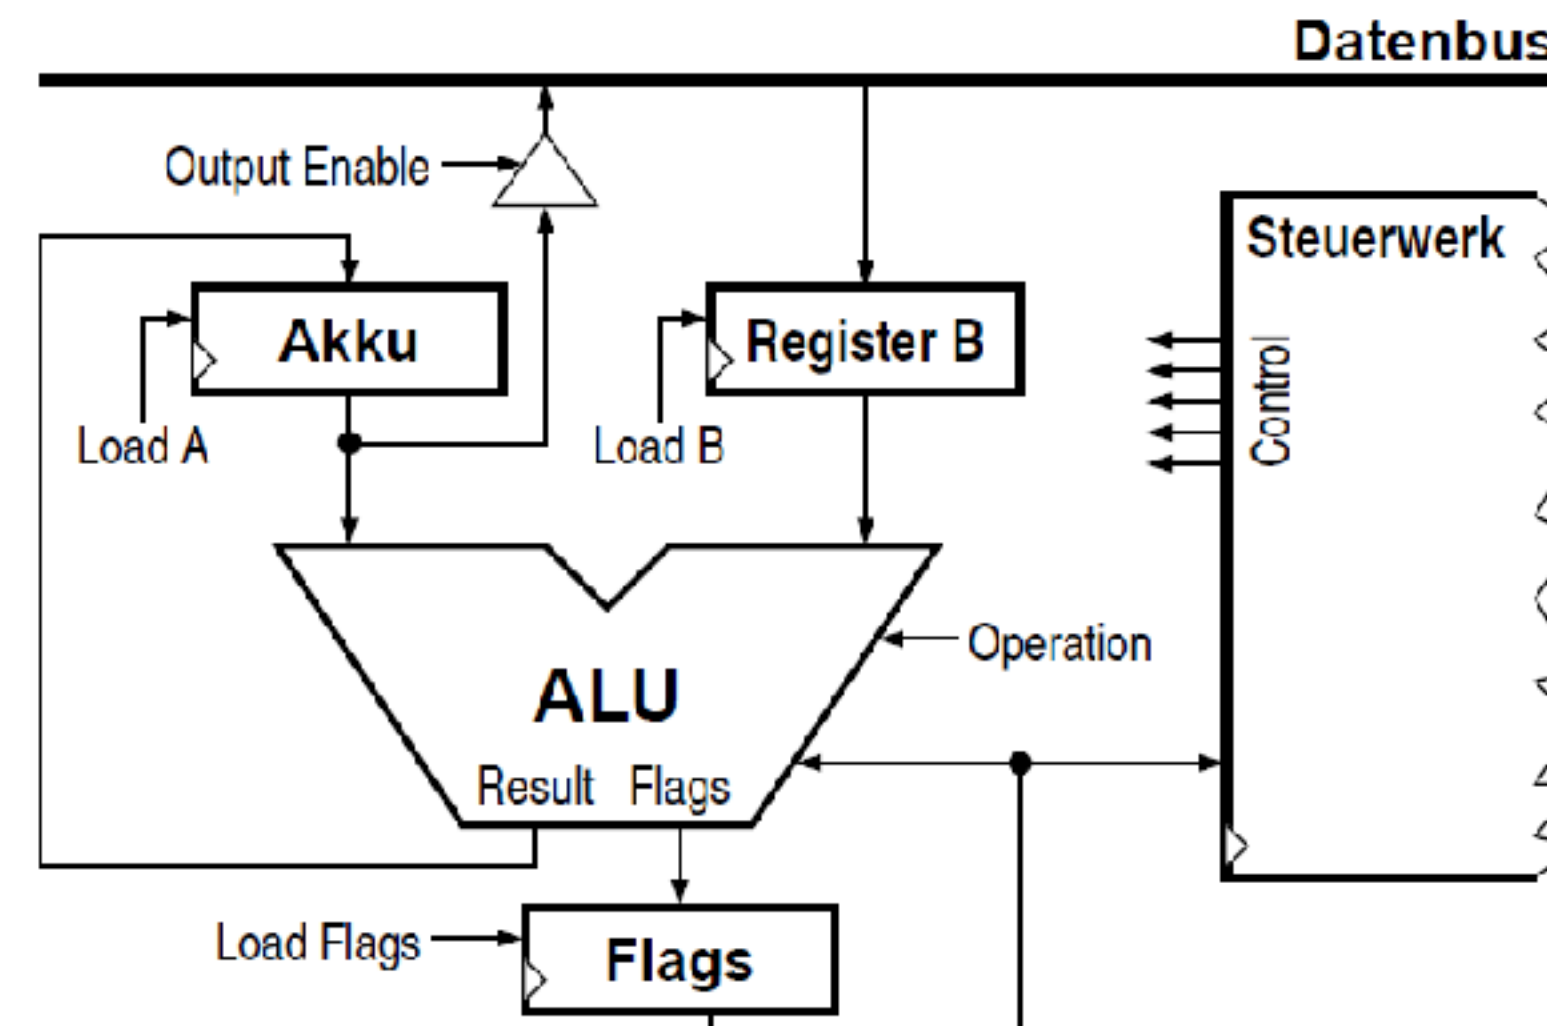 Datenbus
Output Enable
Steuerwerk
Akku
Register B
Control
Load A
Load B
Operation
ALU
Result Flags
Load Flags
Flags